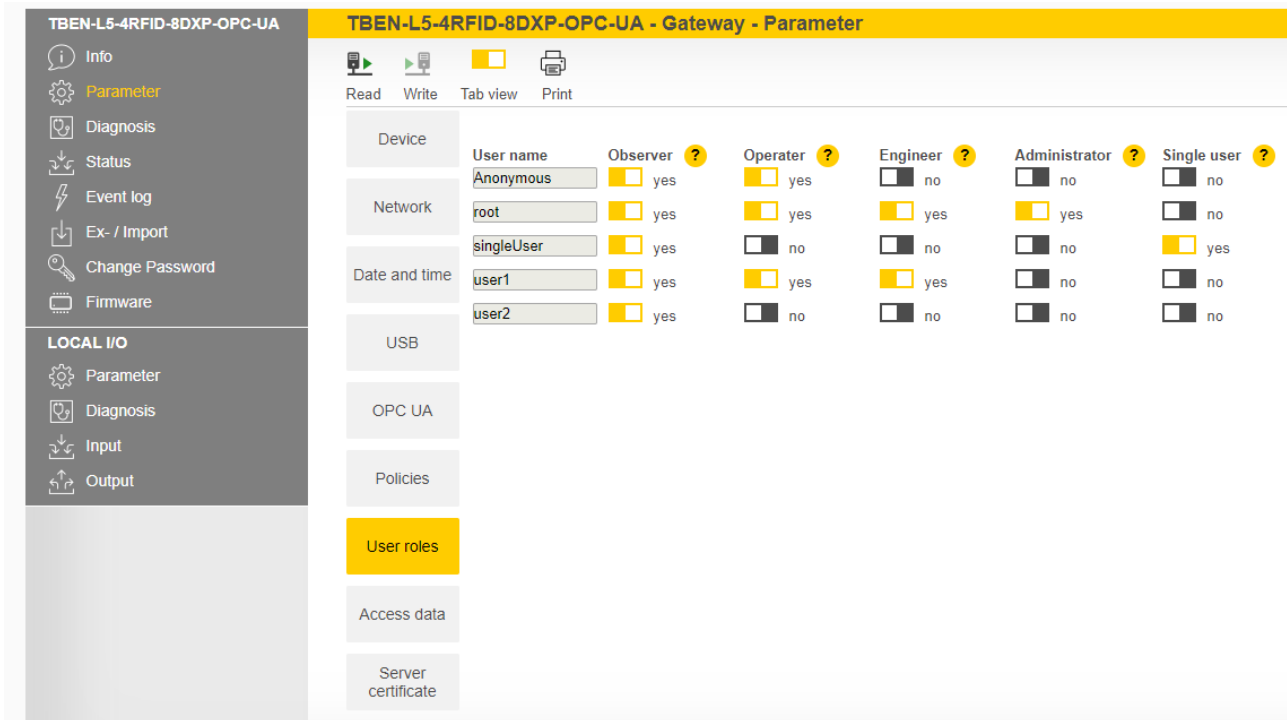 TBEN-L5-4RFID-8DXP-OPC-UA
Info
Parameter
Diagnosis
Status
Event log
Ex- / Import
Change Password
Firmware
LOCAL I/O
Parameter
Diagnosis
Input
Output
TBEN-L5-4RFID-8DXP-OPC-UA - Gateway - Parameter
Read Write Tab view Print
Device
Network
Date and time
USB
OPC UA
Policies
User roles
Access data
Server
certificate
User name Observer ? Operater ? Engineer ? Administrator ? Single user ?
Anonymous yes yes no no no
root yes yes yes yes no
singleUser yes no no no yes
user1 yes yes yes no no
user2 yes no no no no